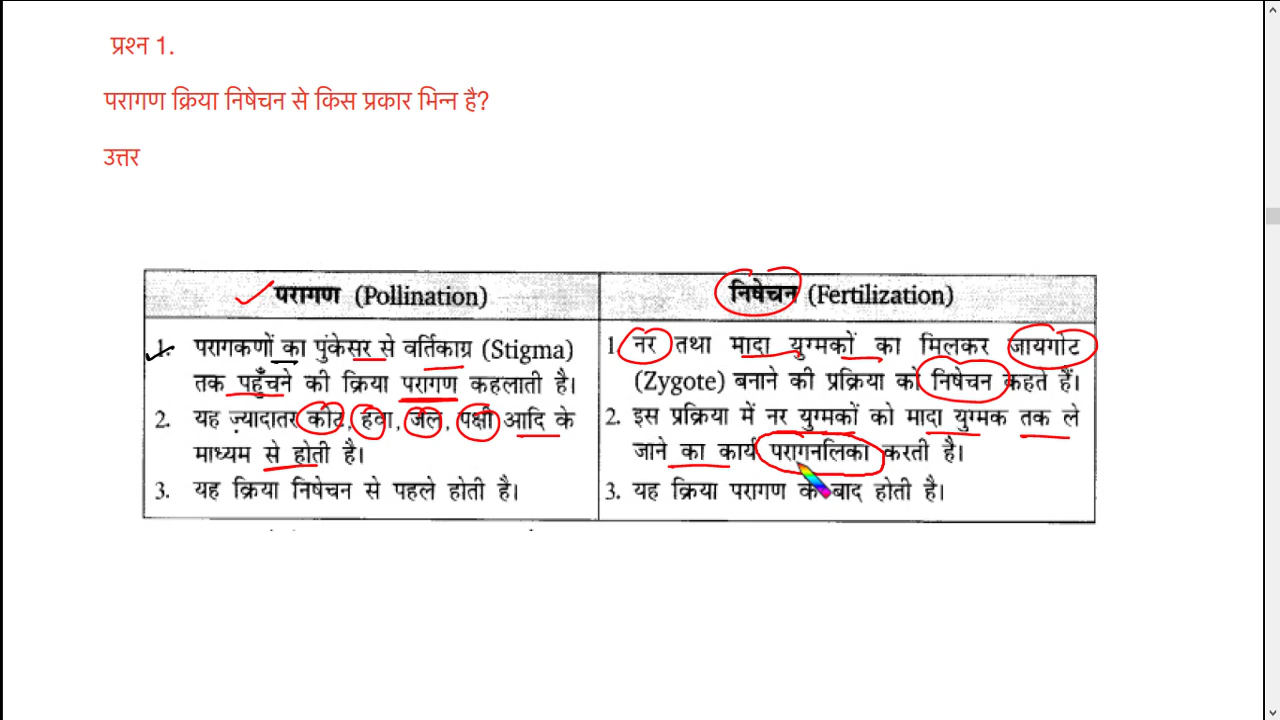 प्रश्न 1.
परागण क्रिया निषेचन से किस प्रकार भिन्न है?
उत्तर
परागण (Pollination)
निषेचन (Fertilization)
1. परागकणों का पुंकेसर से वर्तिकाग्र (Stigma)
तक पहुँचने की क्रिया परागण कहलाती है।
2. यह ज़्यादातर कीट, हवा, जल, पक्षी आदि के
माध्यम से होती है।
3. यह क्रिया निषेचन से पहले होती है।
1. नर तथा मादा युग्मकों का मिलकर जायगोट
(Zygote) बनाने की प्रक्रिया को निषेचन कहते हैं।
2. इस प्रक्रिया में नर युग्मकों को मादा युग्मक तक ले
जाने का कार्य परागनलिका करती है।
3. यह क्रिया परागण के बाद होती है।